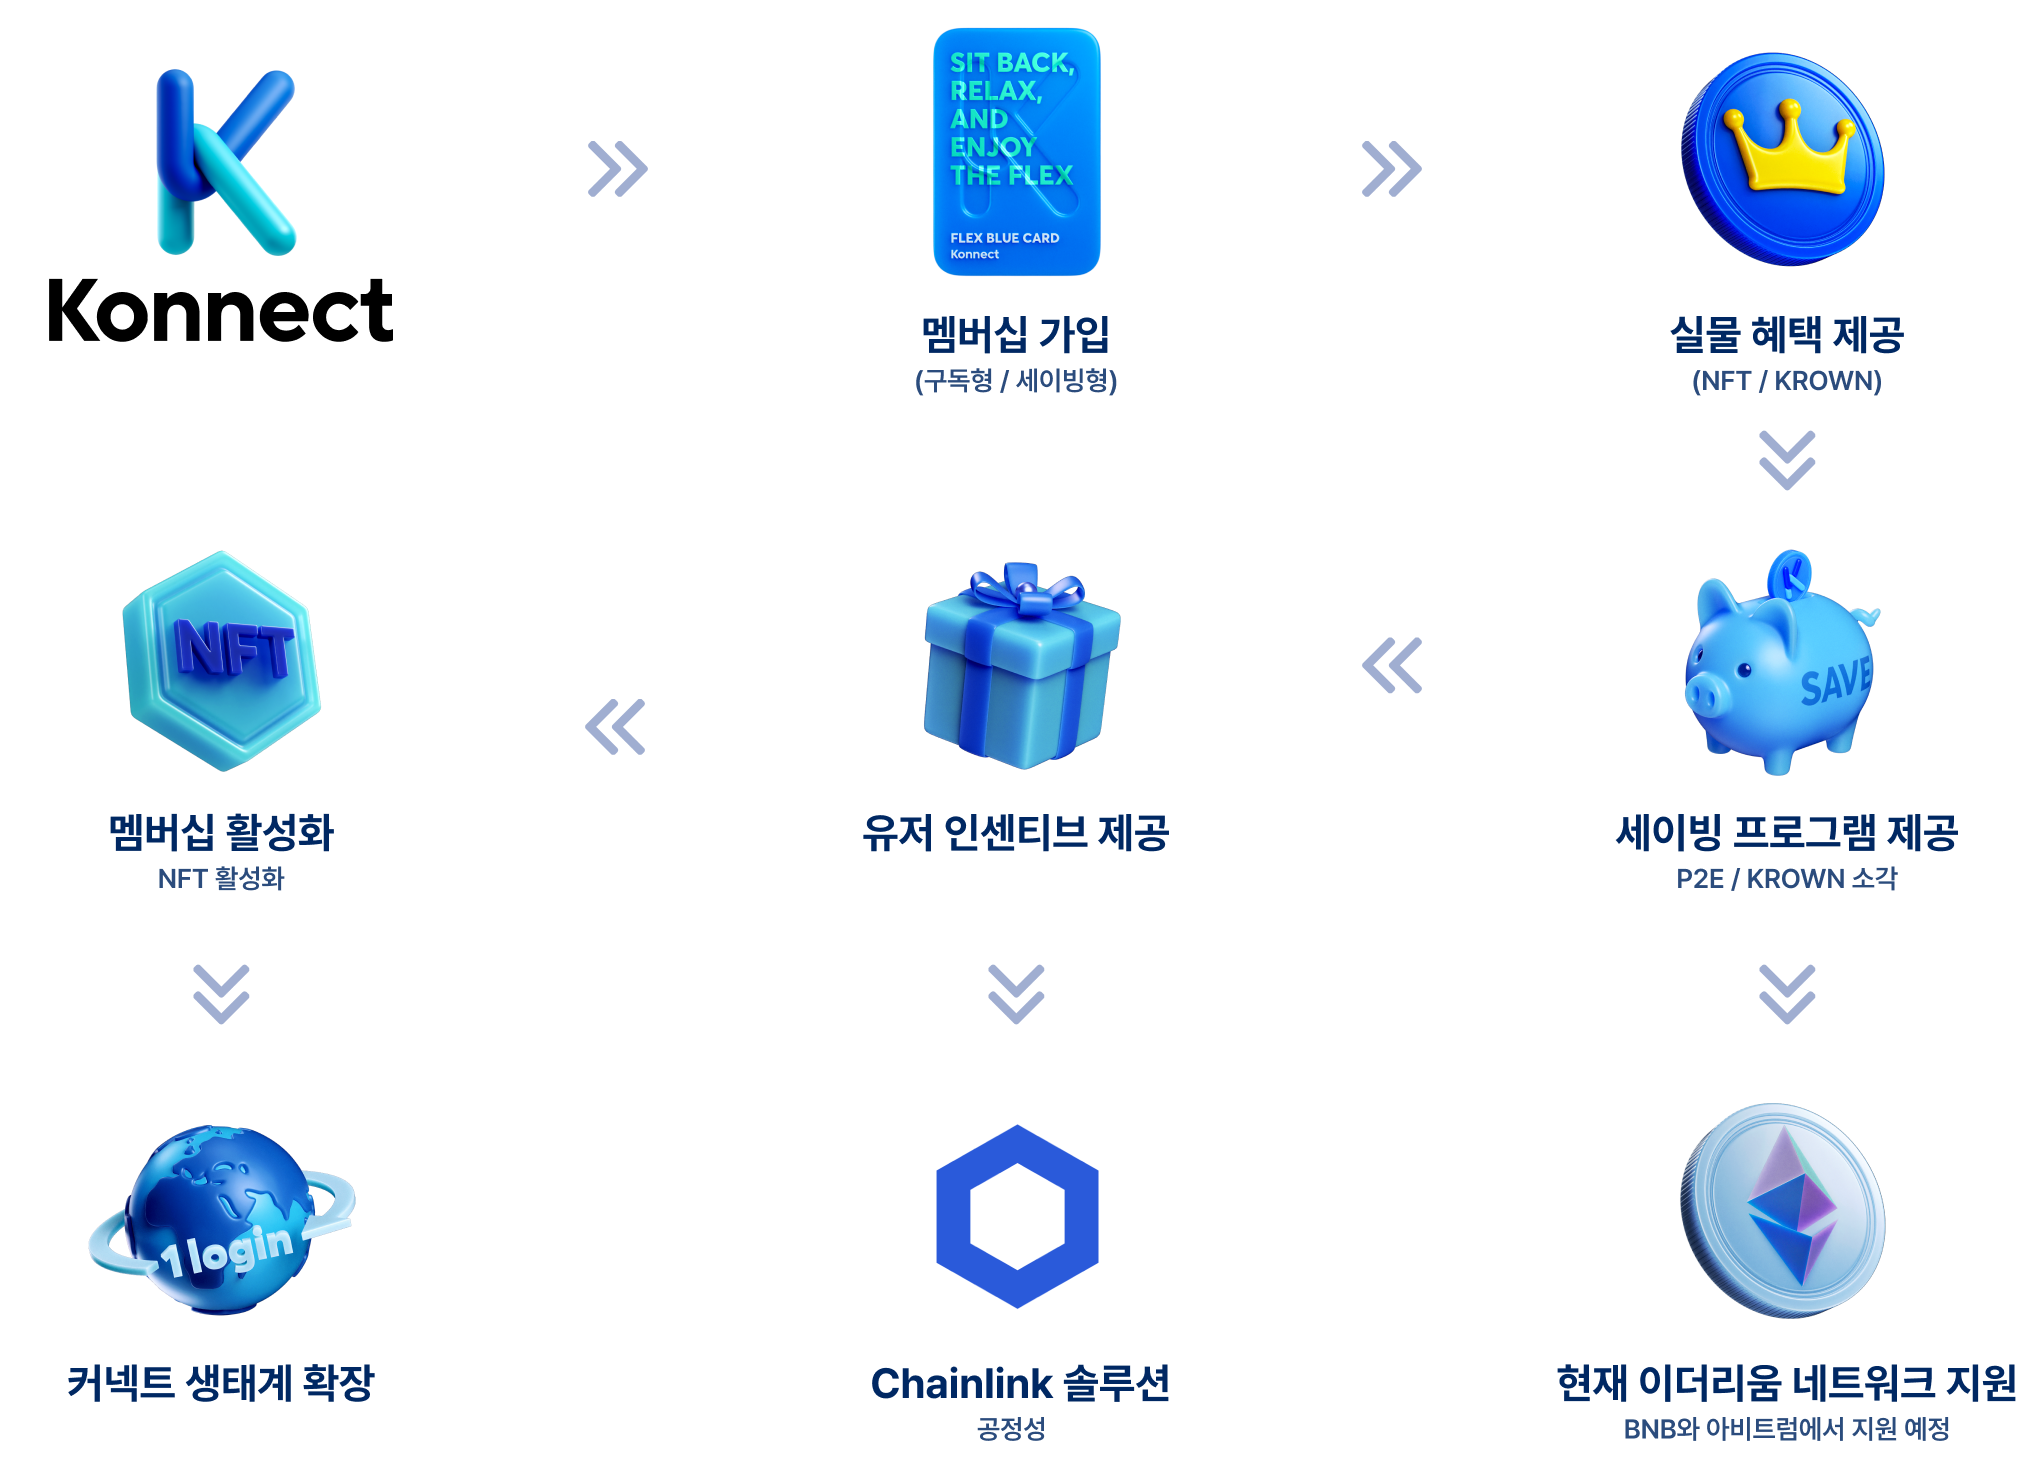 Konnect
SIT BACK,
RELAX,
AND
ENJOY
THE FLEX
FLEX BLUE CARD
Konnect
멤버십 가입
(구독형 / 세이빙형)
실물 혜택 제공
(NFT / KROWN)
NFT
멤버십 활성화
NFT 활성화
유저 인센티브 제공
SAVE
세이빙 프로그램 제공
P2E / KROWN 소각
1 login
커넥트 생태계 확장
Chainlink 솔루션
공정성
현재 이더리움 네트워크 지원
BNB와 아비트럼에서 지원 예정